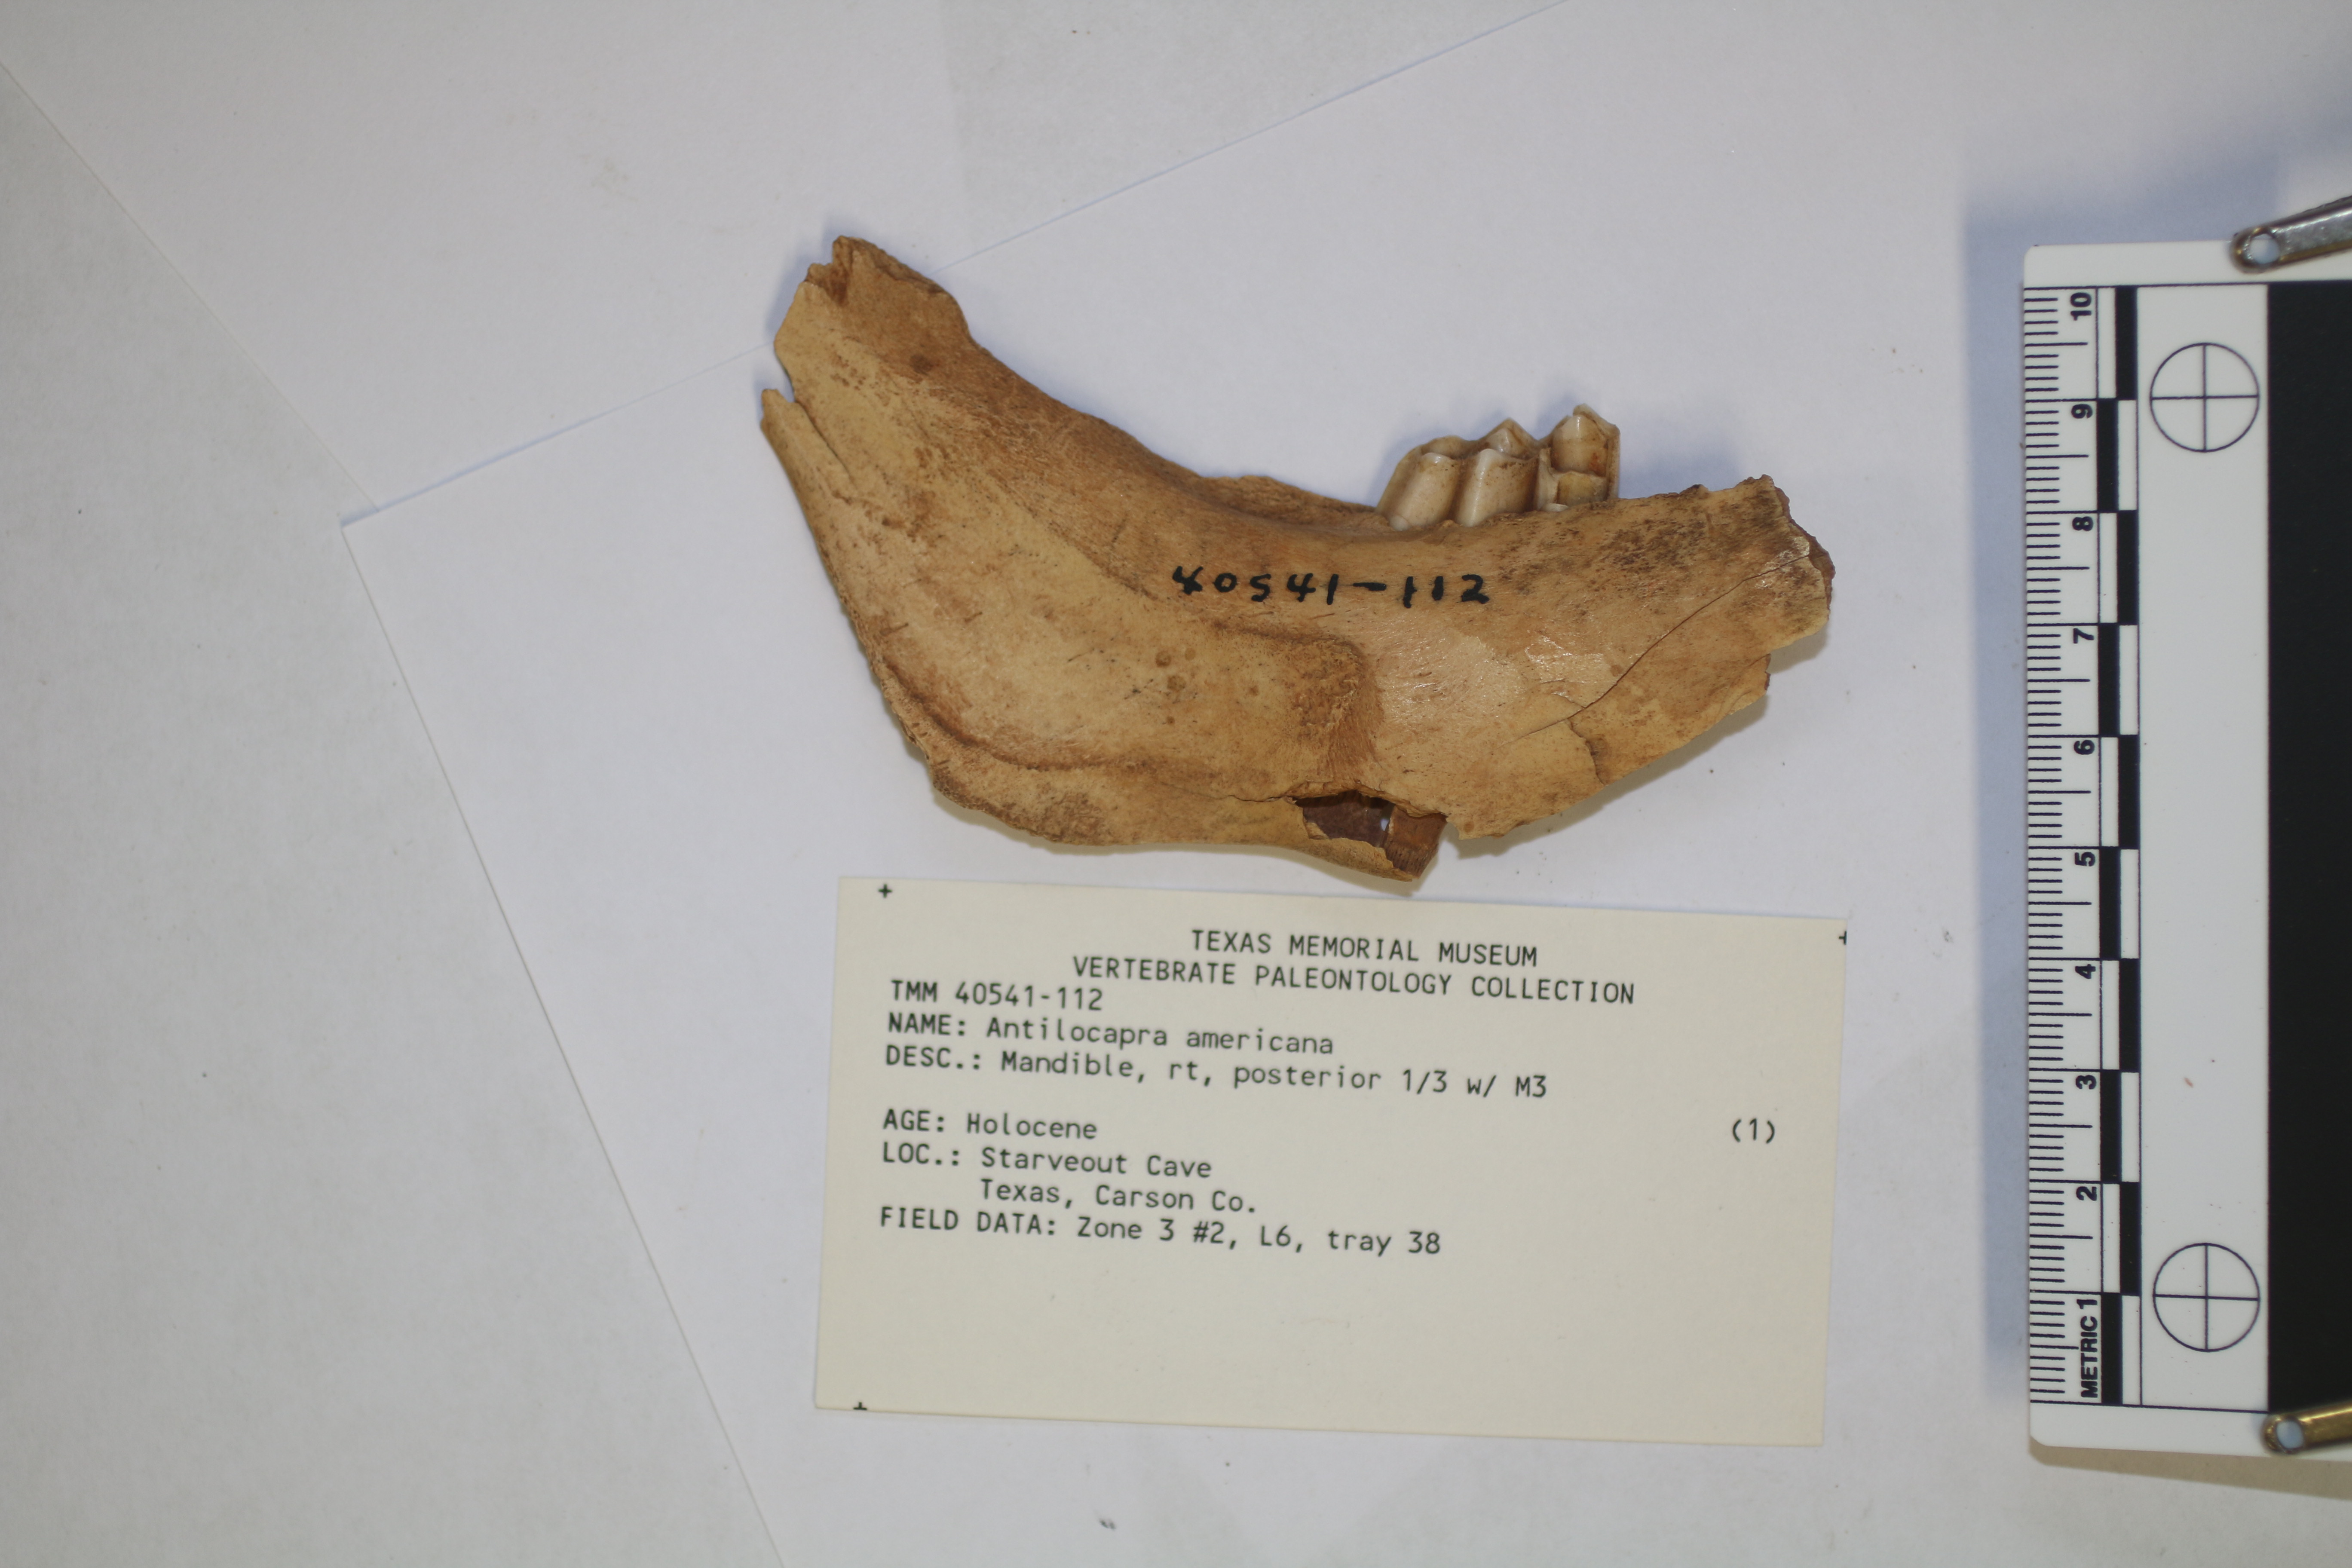 TEXAS MEMORIAL MUSEUM
VERTEBRATE PALEONTOLOGY COLLECTION
TMM 40541-112
NAME: Antilocapra americana
DESC.: Mandible, rt, posterior 1/3 w/ M3
AGE: Holocene
LOC.: Starveout Cave
Texas, Carson Co.
FIELD DATA: Zone 3 #2, L6, tray 38
(1)
40541-112
METRIC 1 2 3 4 5 6 7 8 9 10